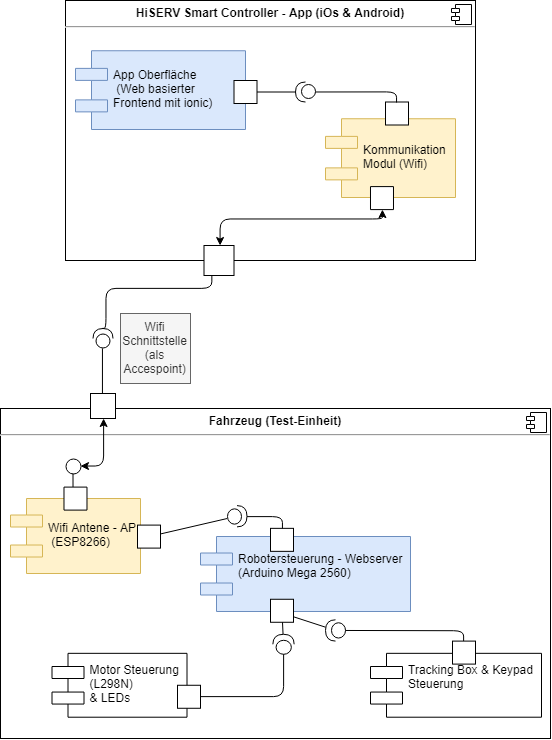 HiSERV Smart Controller - App (iOs & Android)
App Oberfläche
(Web basierter
Frontend mit ionic)
Kommunikation
Modul (Wifi)
Wifi
Schnittstelle
(als
Accespoint)
Fahrzeug (Test-Einheit)
Wifi Antene - AP
(ESP8266)
Robotersteuerung - Webserver
(Arduino Mega 2560)
Motor Steuerung
(L298N)
& LEDs
Tracking Box & Keypad
Steuerung